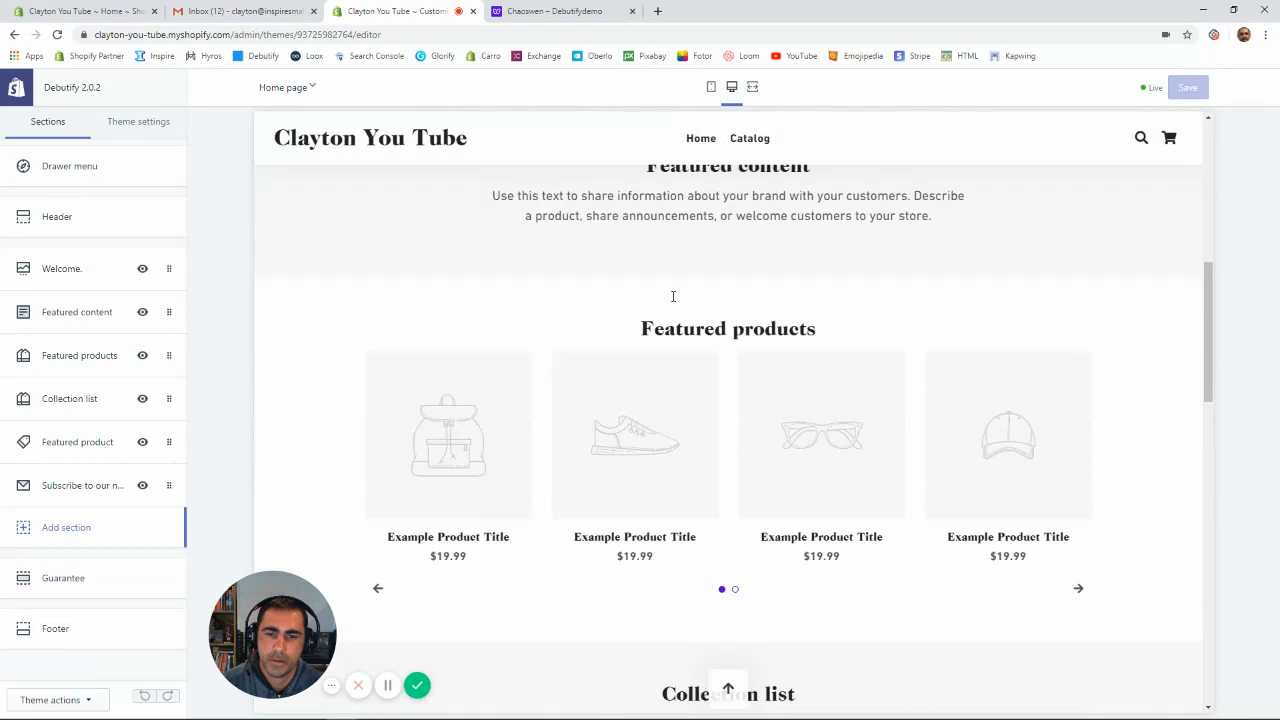 Clayton You Tube ~ Home ~ Sho
M Inbox (12) - clayton@inspiresmal
Clayton You Tube ~ Customize
Chaoswen – Debutifydemo
clayton-you-tube.myshopify.com/admin/themes/93725982764/editor
Apps
Shopify Partners
Inspire
Hyros
Debutify
Loox
Search Console
Glorify
Carro
Exchange
Oberlo
Pixabay
Fotor
Loom
YouTube
Emojipedia
Stripe
HTML
Kapwing
utify 2.0.2
Home page
Live
Save
Sections
Theme settings
Drawer menu
Header
Welcome.
Featured content
Featured products
Collection list
Featured product
Subscribe to our n...
Add section
Guarantee
Footer
Theme actions
Clayton You Tube
Home
Catalog
Featured content
Use this text to share information about your brand with your customers. Describe
a product, share announcements, or welcome customers to your store.
Featured products
Example Product Title
$19.99
Example Product Title
$19.99
Example Product Title
$19.99
Example Product Title
$19.99
Collection list